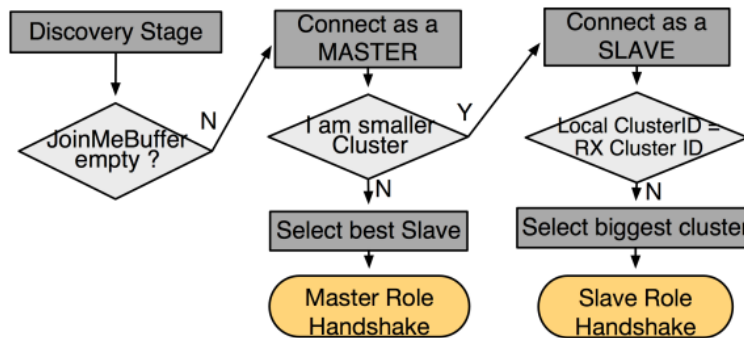 Discovery Stage
JoinMeBuffer
empty ?
N
Connect as a
MASTER
I am smaller
Cluster
Y
N
Select best Slave
Master Role
Handshake
Connect as a
SLAVE
Local ClusterID =
RX Cluster ID
N
Select biggest cluster
Slave Role
Handshake